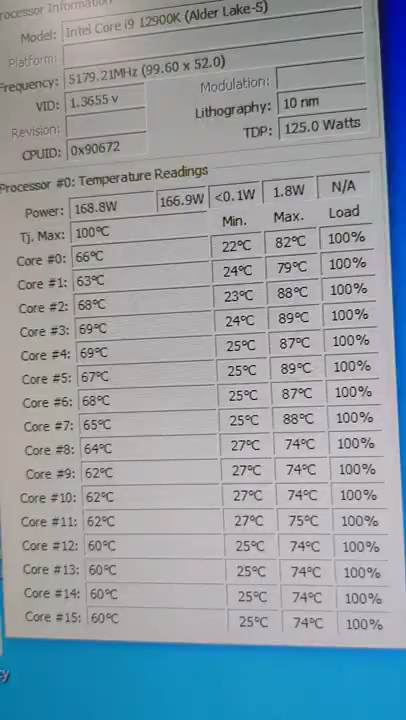 Processor Information
Model: Intel Core i9 12900K (Alder Lake-S)
Platform:
Frequency: 5179.21MHz (99.60 x 52.0)
VID: 1.3655 v
Modulation:
Revision:
Lithography: 10 nm
CPUID: 0x90672
TDP: 125.0 Watts
Processor #0: Temperature Readings
Power: 168.8W 166.9W <0.1W 1.8W N/A
Tj. Max: 100°C Min. Max. Load
Core #0: 66°C 22°C 82°C 100%
Core #1: 63°C 24°C 79°C 100%
Core #2: 68°C 23°C 88°C 100%
Core #3: 69°C 24°C 89°C 100%
Core #4: 69°C 25°C 87°C 100%
Core #5: 67°C 25°C 89°C 100%
Core #6: 68°C 25°C 87°C 100%
Core #7: 65°C 25°C 88°C 100%
Core #8: 64°C 27°C 74°C 100%
Core #9: 62°C 27°C 74°C 100%
Core #10: 62°C 27°C 74°C 100%
Core #11: 62°C 27°C 75°C 100%
Core #12: 60°C 25°C 74°C 100%
Core #13: 60°C 25°C 74°C 100%
Core #14: 60°C 25°C 74°C 100%
Core #15: 60°C 25°C 74°C 100%